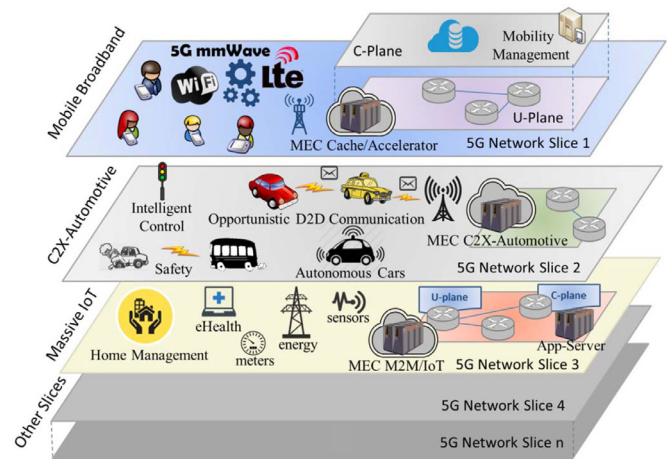 Mobile Broadband
5G mmWave
WiFi
Lte
C-Plane
Mobility
Management
U-Plane
MEC Cache/Accelerator
5G Network Slice 1
C2X-Automotive
Intelligent
Control
Opportunistic D2D Communication
MEC C2X-Automotive
Safety
Autonomous Cars
5G Network Slice 2
Massive IoT
Home Management
eHealth
meters
energy
sensors
U-plane
C-plane
MEC M2M/IoT
App-Server
5G Network Slice 3
Other Slices
5G Network Slice 4
5G Network Slice n